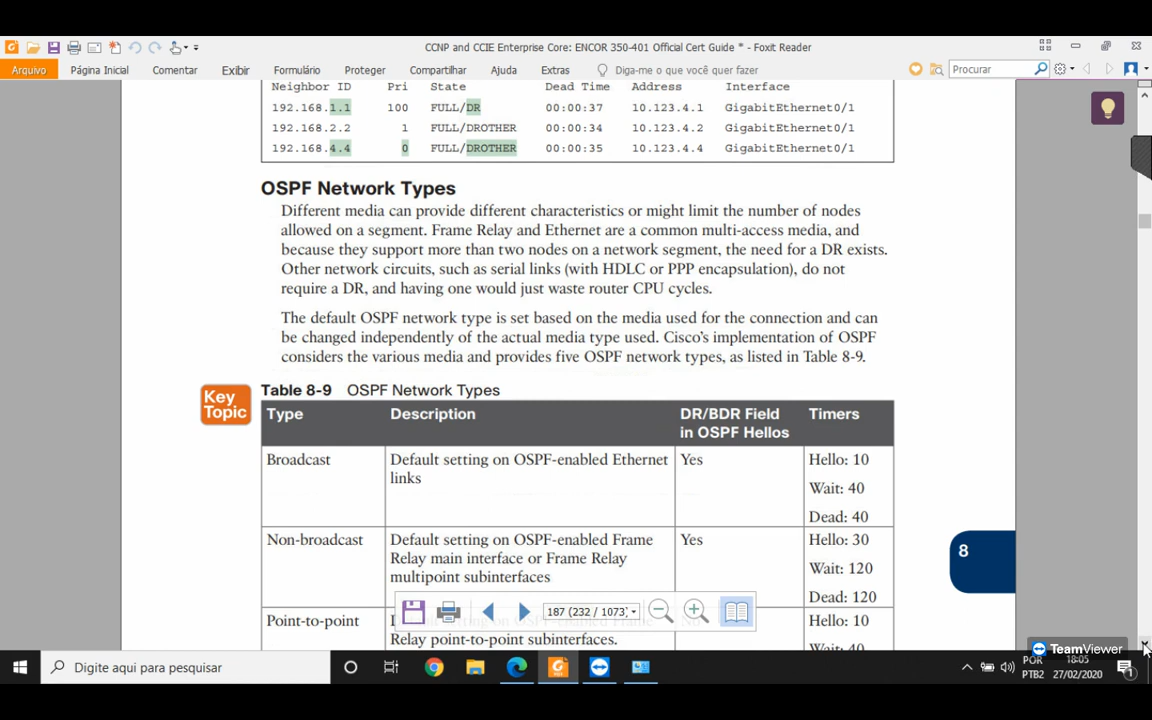 CCNP and CCIE Enterprise Core: ENCOR 350-401 Official Cert Guide * - Foxit Reader
Arquivo Página Inicial Comentar Exibir Formulário Proteger Compartilhar Ajuda Extras Diga-me o que você quer fazer Procurar
Neighbor ID Pri State Dead Time Address Interface
192.168.1.1 100 FULL/DR 00:00:37 10.123.4.1 GigabitEthernet0/1
192.168.2.2 1 FULL/DROTHER 00:00:34 10.123.4.2 GigabitEthernet0/1
192.168.4.4 0 FULL/DROTHER 00:00:35 10.123.4.4 GigabitEthernet0/1
OSPF Network Types
Different media can provide different characteristics or might limit the number of nodes
allowed on a segment. Frame Relay and Ethernet are a common multi-access media, and
because they support more than two nodes on a network segment, the need for a DR exists.
Other network circuits, such as serial links (with HDLC or PPP encapsulation), do not
require a DR, and having one would just waste router CPU cycles.
The default OSPF network type is set based on the media used for the connection and can
be changed independently of the actual media type used. Cisco's implementation of OSPF
considers the various media and provides five OSPF network types, as listed in Table 8-9.
Key
Topic
Table 8-9 OSPF Network Types
Type Description DR/BDR Field
in OSPF Hellos Timers
Broadcast Default setting on OSPF-enabled Ethernet
links Yes Hello: 10
Wait: 40
Dead: 40
Non-broadcast Default setting on OSPF-enabled Frame
Relay main interface or Frame Relay
multipoint subinterfaces Yes Hello: 30
Wait: 120
Dead: 120
8
187 (232 / 1073)
Point-to-point
Relay point-to-point subinterfaces. Hello: 10
Wait: 40
TeamViewer
Digite aqui para pesquisar
POR
PTB2
18:05
27/02/2020
1